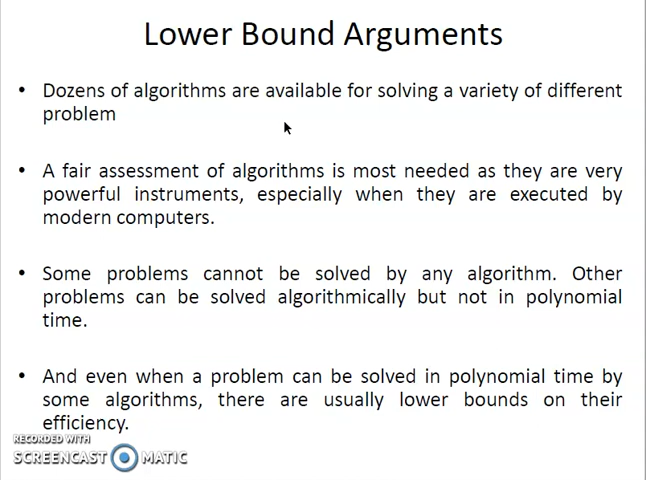 Lower Bound Arguments
• Dozens of algorithms are available for solving a variety of different
problem
• A fair assessment of algorithms is most needed as they are very
powerful instruments, especially when they are executed by
modern computers.
• Some problems cannot be solved by any algorithm. Other
problems can be solved algorithmically but not in polynomial
time.
• And even when a problem can be solved in polynomial time by
some algorithms, there are usually lower bounds on their
efficiency.
RECORDED WITH
SCREENCAST MATIC